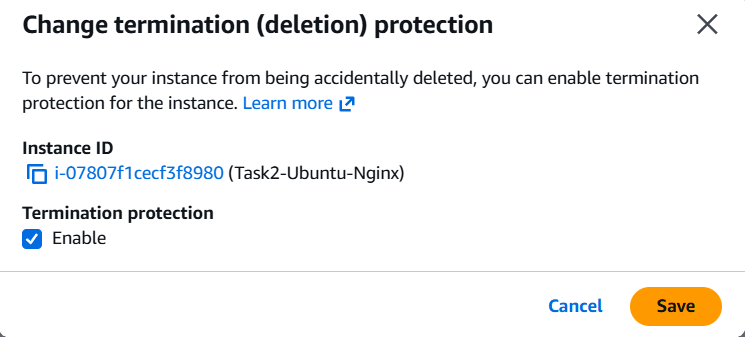 Change termination (deletion) protection
To prevent your instance from being accidentally deleted, you can enable termination
protection for the instance. Learn more
Instance ID
i-07807f1cecf3f8980 (Task2-Ubuntu-Nginx)
Termination protection
Enable
Cancel Save